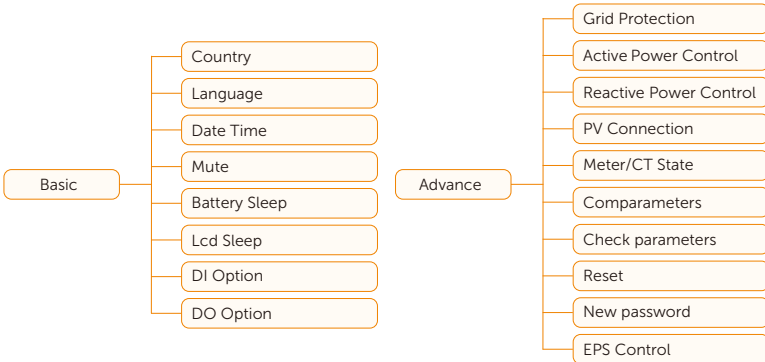 Basic
Country
Language
Date Time
Mute
Battery Sleep
Lcd Sleep
DI Option
DO Option
Advance
Grid Protection
Active Power Control
Reactive Power Control
PV Connection
Meter/CT State
Comparameters
Check parameters
Reset
New password
EPS Control